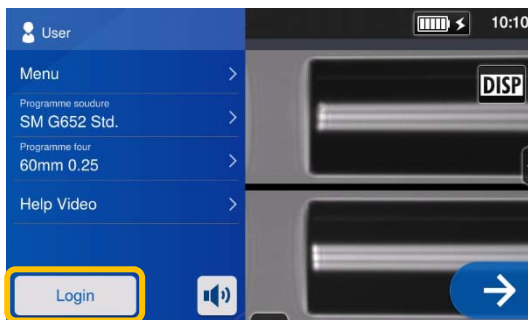 User
10:10
Menu
DISP
Programme soudure
SM G652 Std.
Programme four
60mm 0.25
Help Video
Login